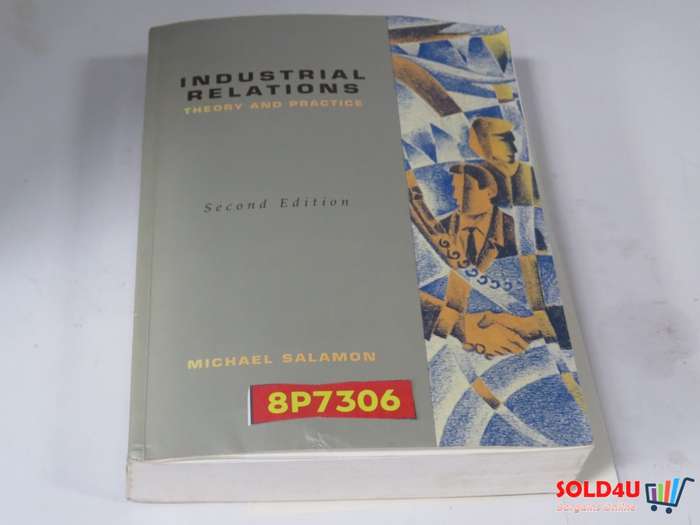 INDUSTRIAL
RELATIONS
THEORY AND PRACTICE
Second Edition
MICHAEL SALAMON
8P7306
SOLD4U
bargains online